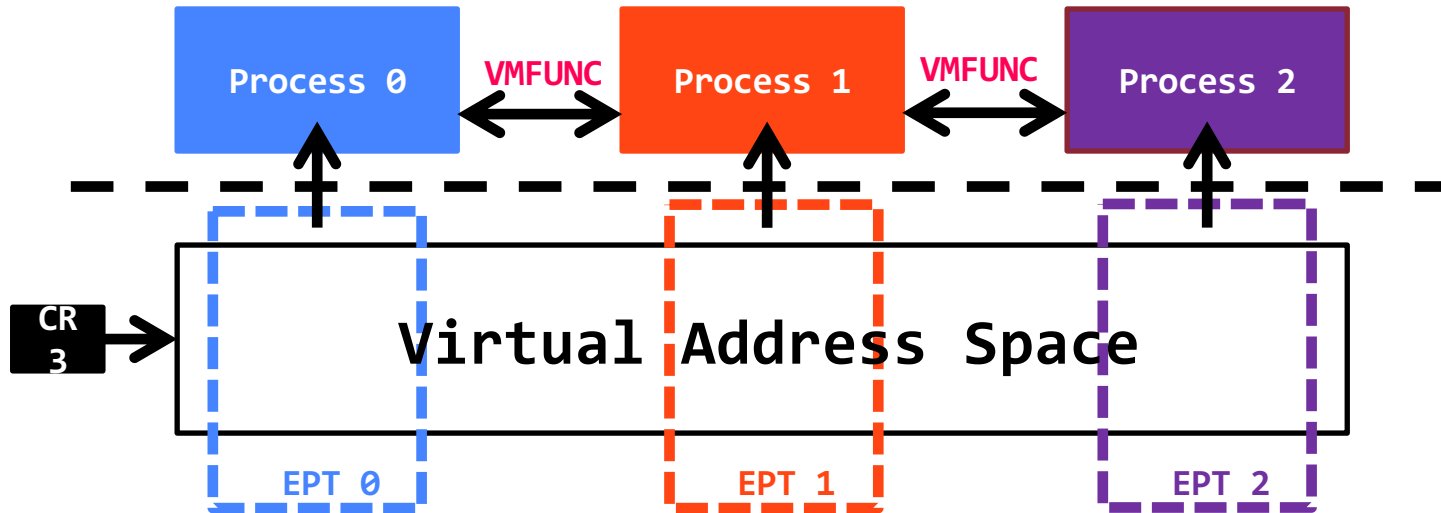 Process 0
VMFUNC
Process 1
VMFUNC
Process 2
CR
3
Virtual Address Space
EPT 0
EPT 1
EPT 2